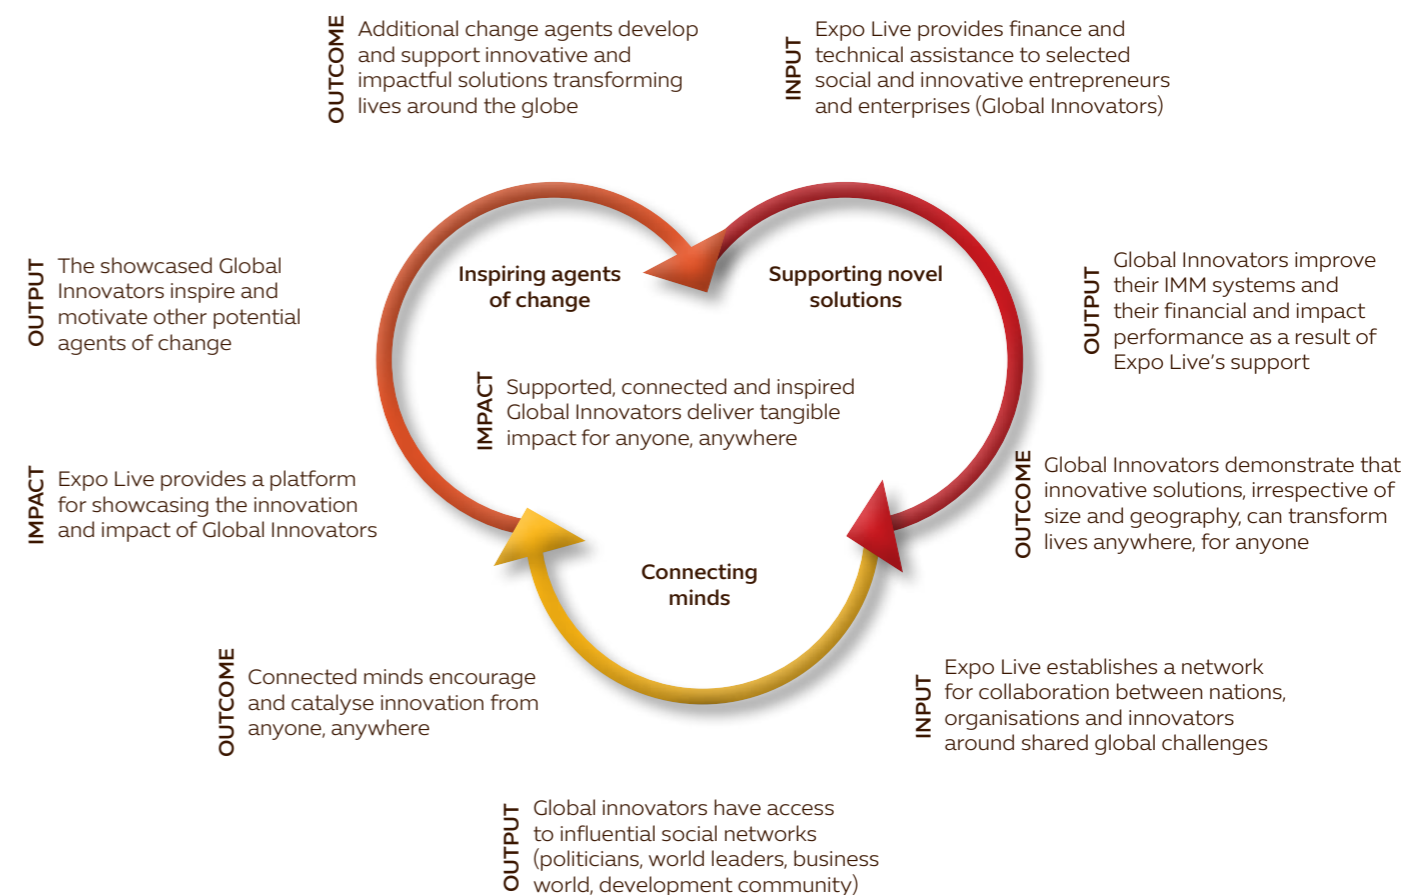 OUTCOME
Additional change agents develop
and support innovative and
impactful solutions transforming
lives around the globe
INPUT
Expo Live provides finance and
technical assistance to selected
social and innovative entrepreneurs
and enterprises (Global Innovators)
OUTPUT
The showcased Global
Innovators inspire and
motivate other potential
agents of change
Inspiring agents
of change
Supporting novel
solutions
OUTPUT
Global Innovators improve
their IMM systems and
their financial and impact
performance as a result of
Expo Live's support
IMPACT
Supported, connected and inspired
Global Innovators deliver tangible
impact for anyone, anywhere
IMPACT
Expo Live provides a platform
for showcasing the innovation
and impact of Global Innovators
OUTCOME
Global Innovators demonstrate that
innovative solutions, irrespective of
size and geography, can transform
lives anywhere, for anyone
Connecting
minds
OUTCOME
Connected minds encourage
and catalyse innovation from
anyone, anywhere
INPUT
Expo Live establishes a network
for collaboration between nations,
organisations and innovators
around shared global challenges
OUTPUT
Global innovators have access
to influential social networks
(politicians, world leaders, business
world, development community)